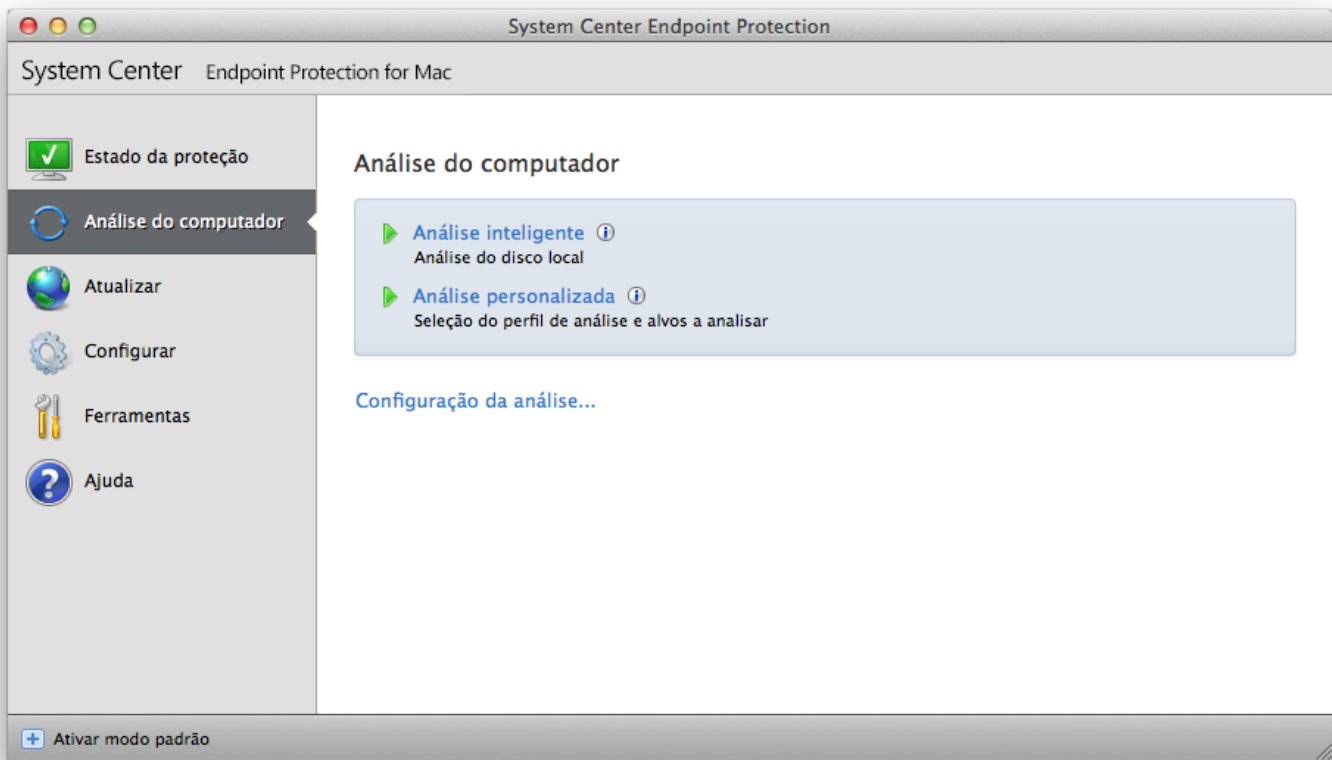 System Center Endpoint Protection
System Center Endpoint Protection for Mac
Estado da proteção
Análise do computador
Atualizar
Configurar
Ferramentas
Ajuda
Análise do computador
Análise inteligente
Análise do disco local
Análise personalizada
Seleção do perfil de análise e alvos a analisar
Configuração da análise...
Ativar modo padrão